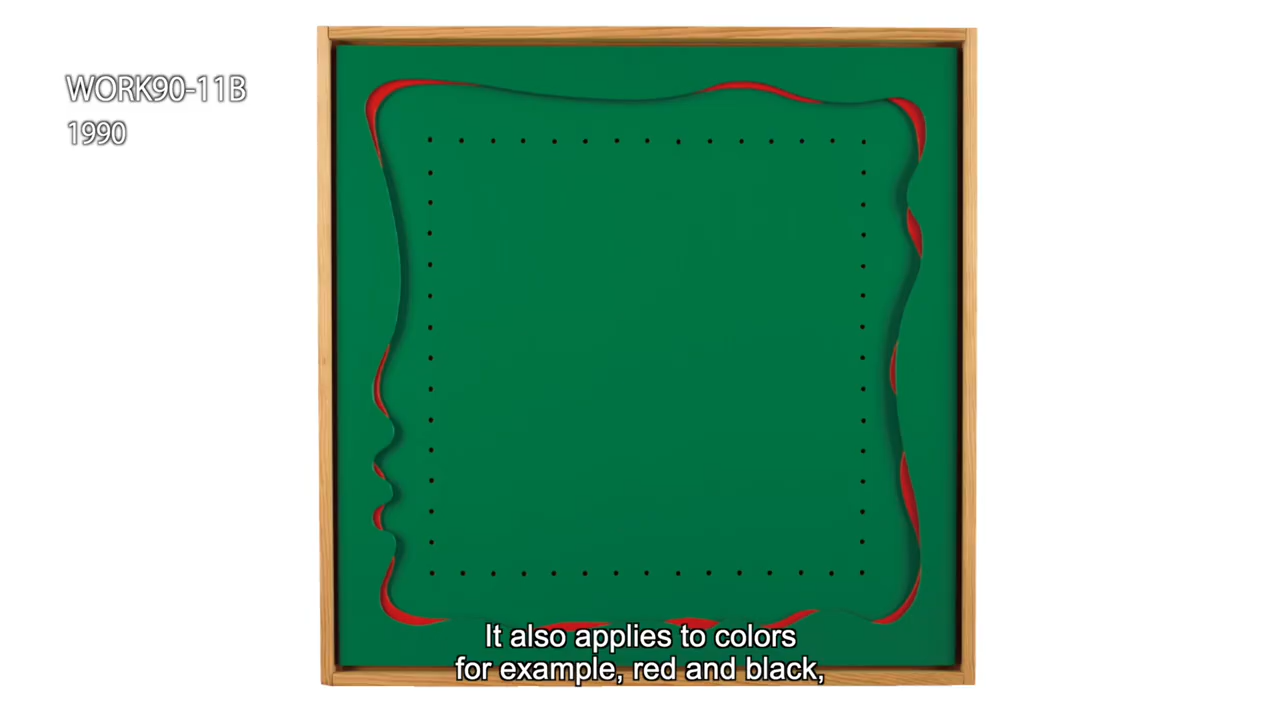 WORK90-11B
1990
It also applies to colors
for example, red and black,